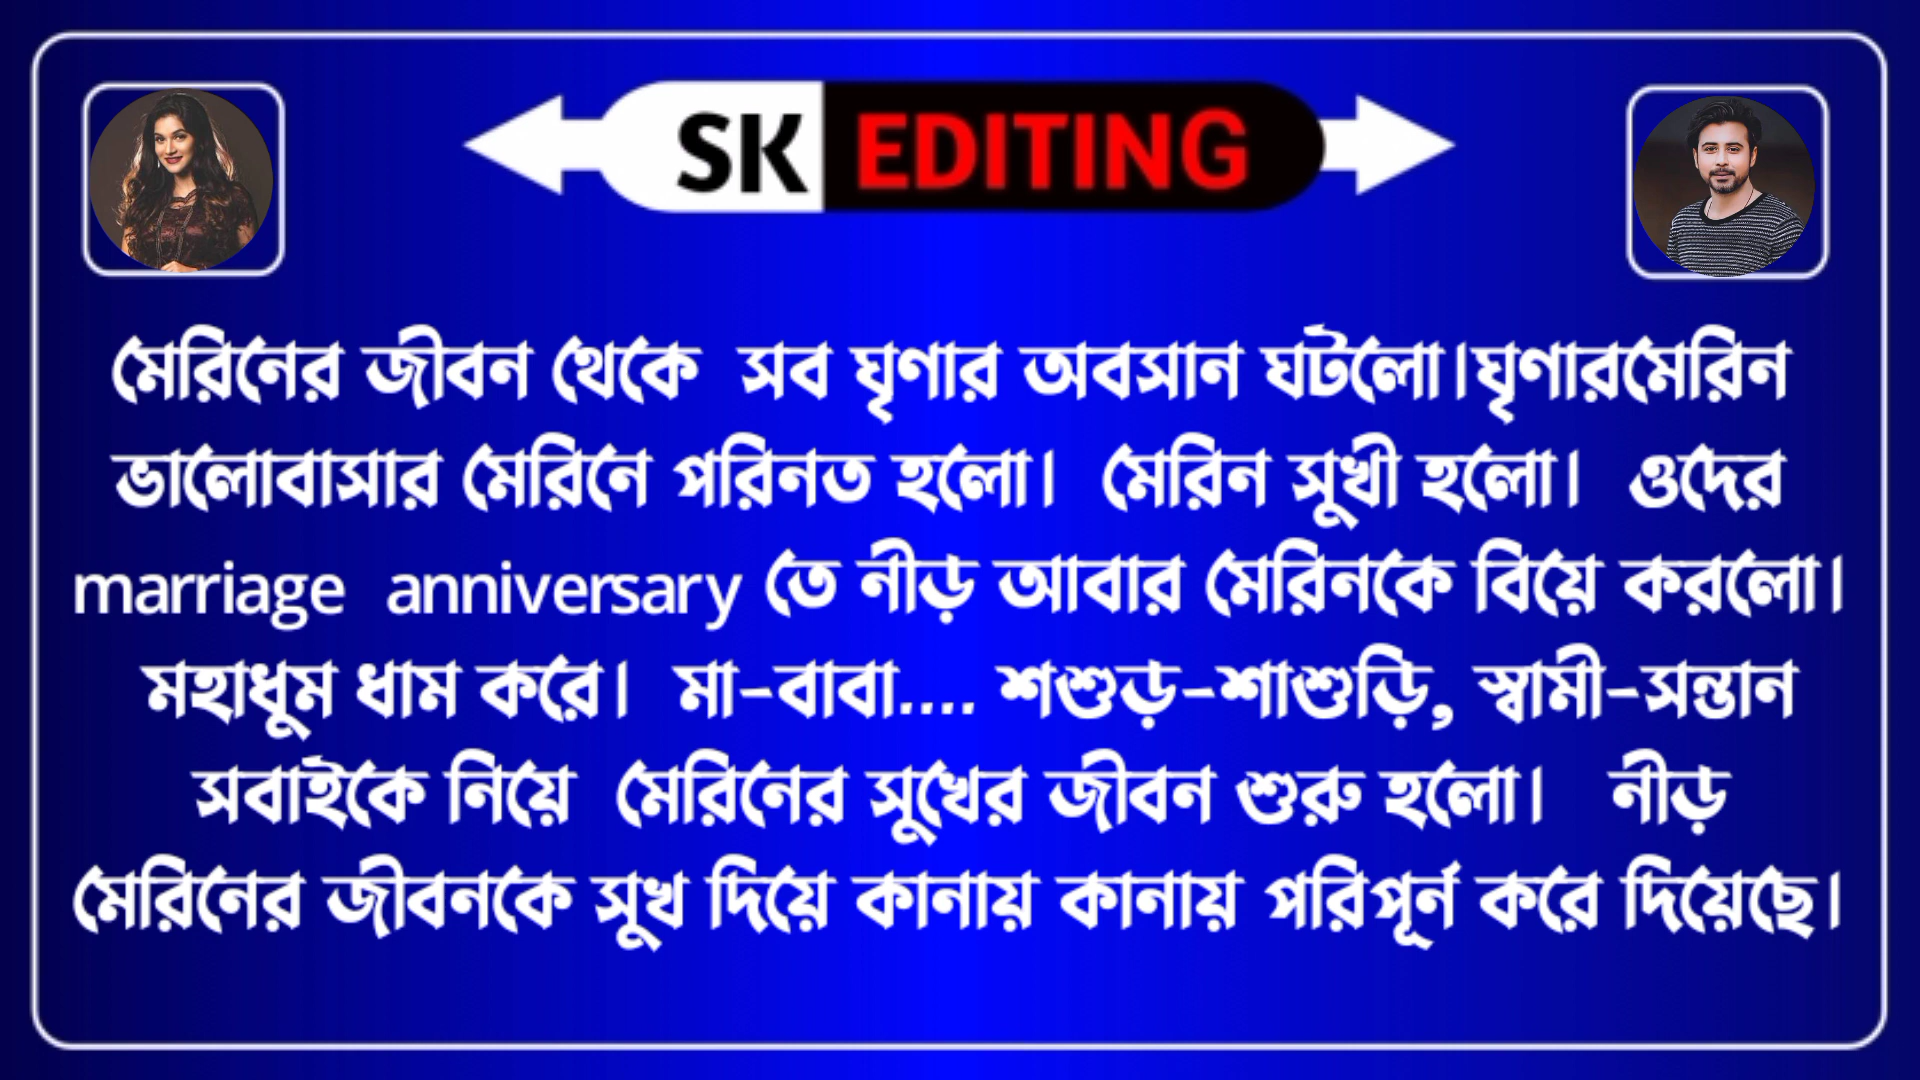 SK EDITING
মেরিনের জীবন থেকে  সব ঘৃণার অবসান ঘটলো।ঘৃণারমেরিন
ভালোবাসার মেরিনে পরিনত হলো।  মেরিন সুখী হলো।  ওদের
marriage  anniversary তে নীড় আবার মেরিনকে বিয়ে করলো।
মহাধুম ধাম করে।  মা-বাবা.... শশুড়-শাশুড়ি, স্বামী-সন্তান
সবাইকে নিয়ে  মেরিনের সুখের জীবন শুরু হলো।   নীড়
মেরিনের জীবনকে সুখ দিয়ে কানায় কানায় পরিপূর্ন করে দিয়েছে।